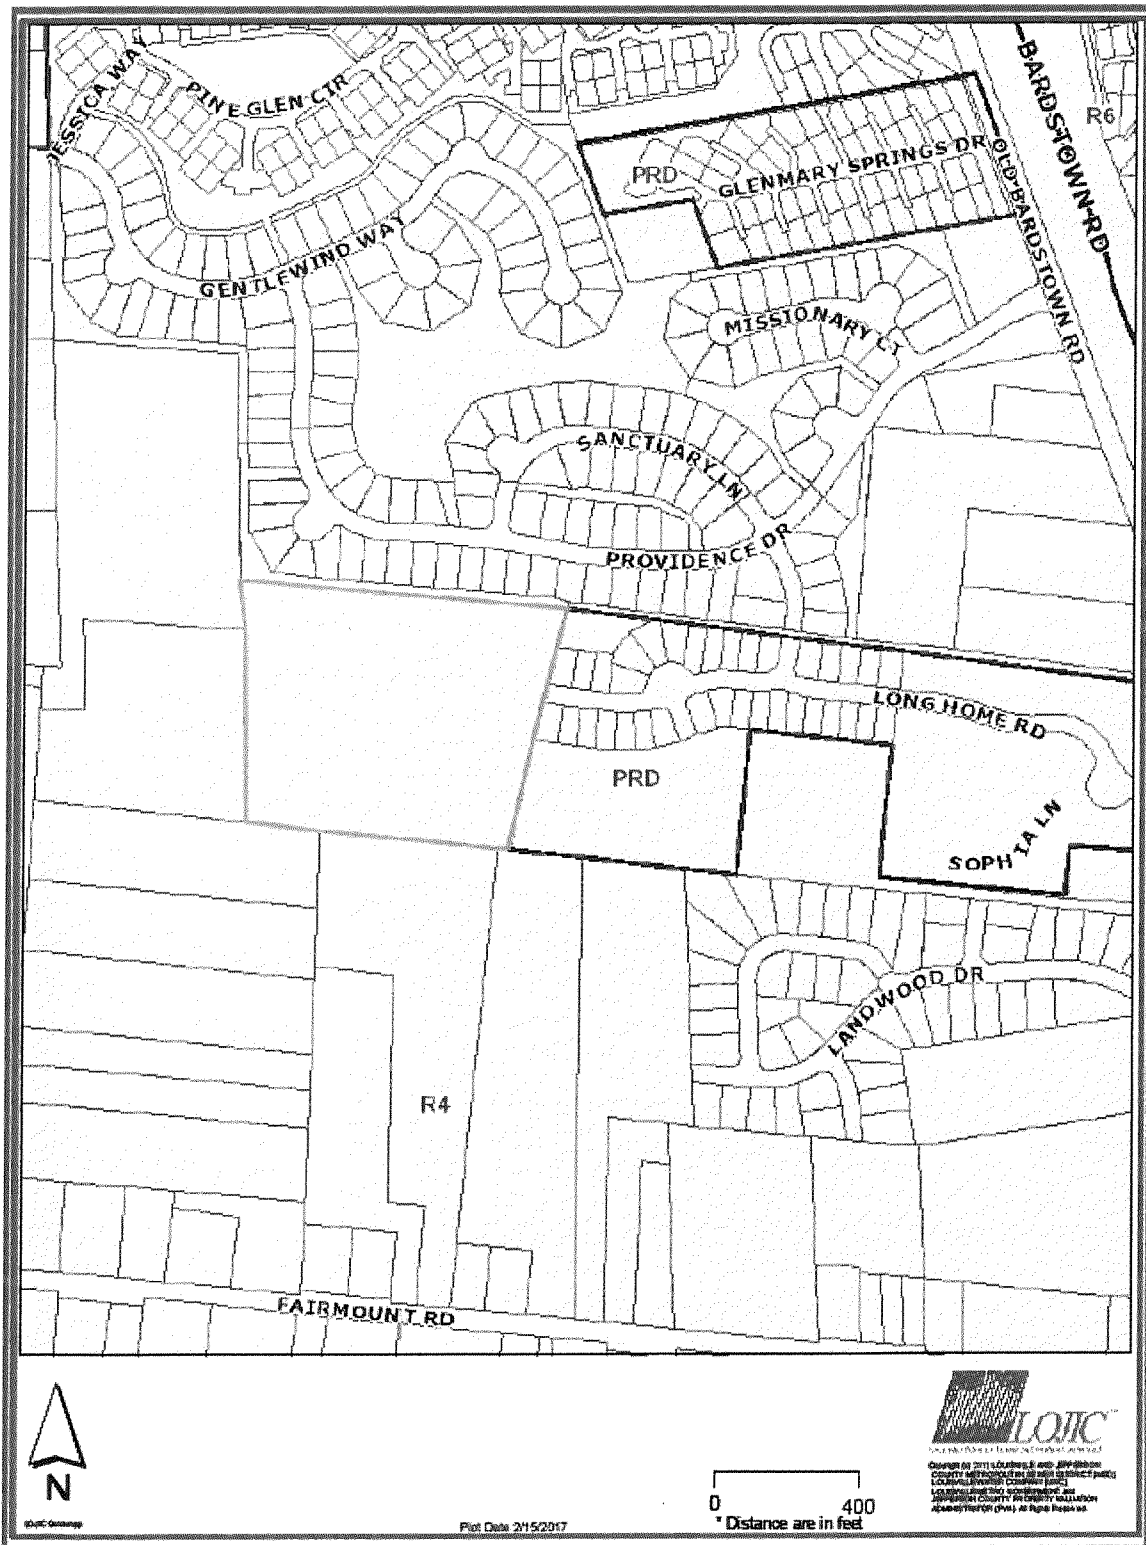 JESSICA WAY
PINE GLEN CIR
BARDSTOWN RD
R6
PRD
GLENMARY SPRINGS DR
OLD BARDSTOWN RD
GENTLEWIND WAY
MISSIONARY CT
SANCTUARY LN
PROVIDENCE DR
LONG HOME RD
PRD
SOPHIA LN
LANDWOOD DR
R4
FAIRMOUNT RD
LOJIC
N
0 400
* Distance are in feet
Plot Date 2/15/2017